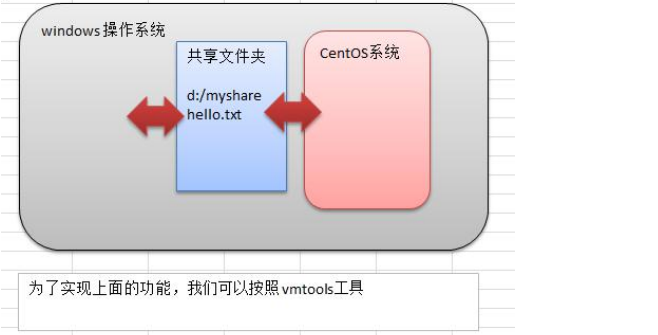 windows操作系统
共享文件夹
d:/myshare
hello.txt
CentOS系统
为了实现上面的功能，我们可以按照vmtools工具